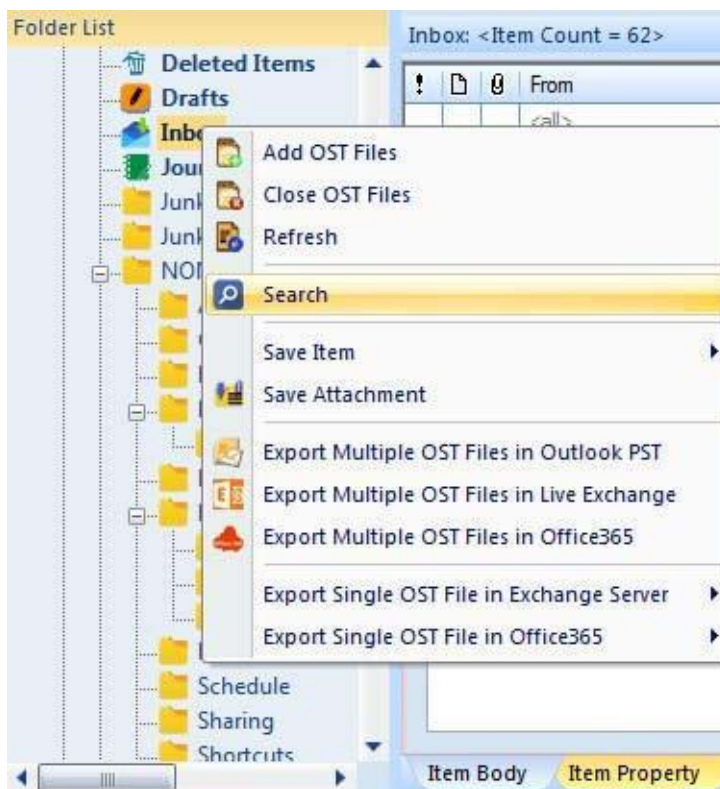 Folder List
Inbox: <Item Count = 62>
Deleted Items
! From
Drafts
<all>
Inbox
Add OST Files
Close OST Files
Refresh
Search
Save Item
Save Attachment
Export Multiple OST Files in Outlook PST
Export Multiple OST Files in Live Exchange
Export Multiple OST Files in Office365
Export Single OST File in Exchange Server
Export Single OST File in Office365
Schedule
Sharing
Shortcuts
Item Body Item Property